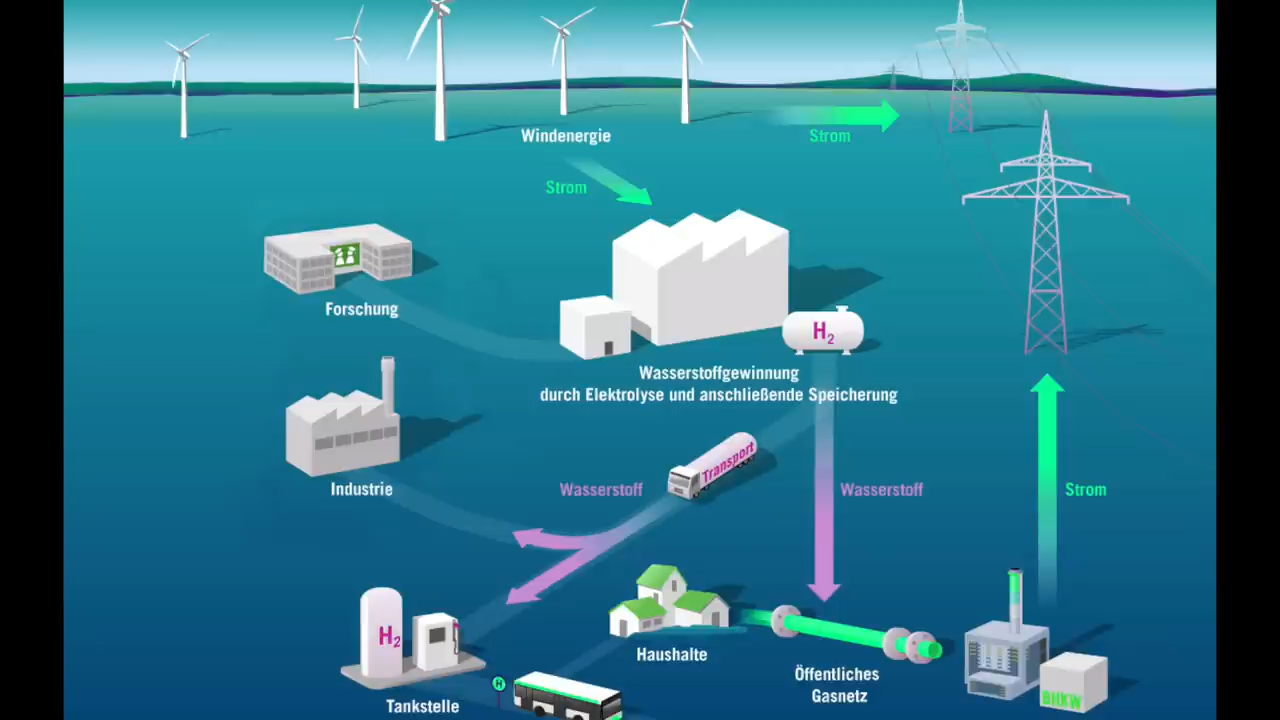 Windenergie
Strom
Strom
Forschung
H2
Wasserstoffgewinnung
durch Elektrolyse und anschließende Speicherung
Transport
Industrie
Wasserstoff
Wasserstoff
Strom
H2
Haushalte
Öffentliches
Gasnetz
H
BHKW
Tankstelle